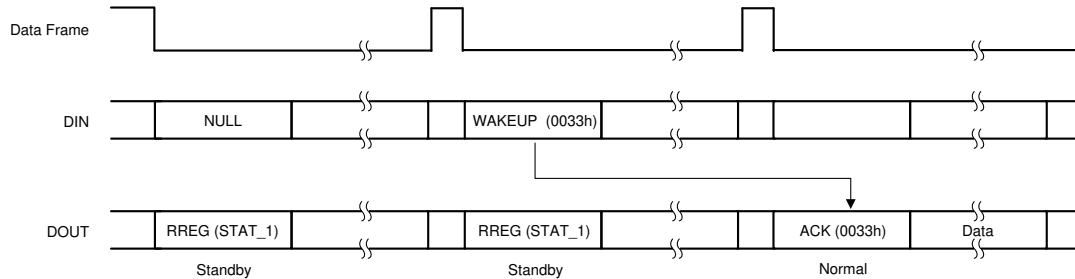 Data Frame
DIN NULL WAKEUP (0033h)
DOUT RREG (STAT_1) RREG (STAT_1) ACK (0033h) Data
Standby Standby Normal